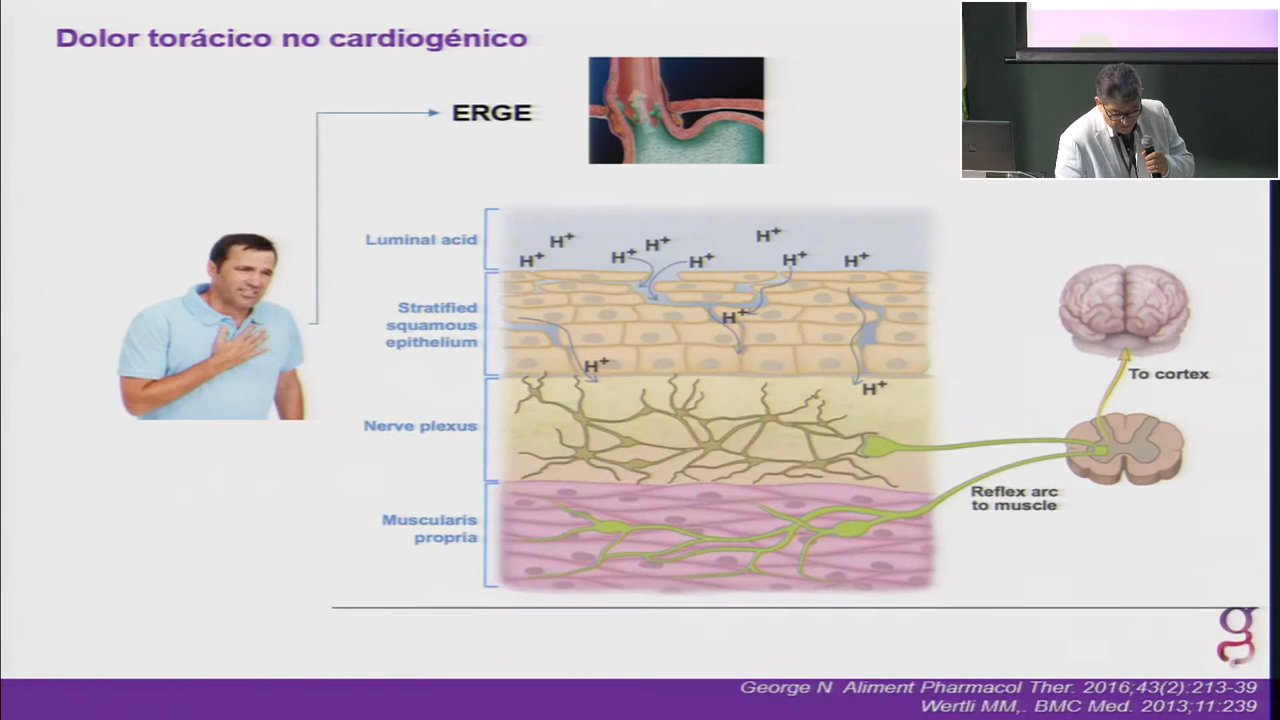 Dolor torácico no cardiogénico
ERGE
Luminal acid
H+
H+
H+
H+
H+
H+
H+
H+
Stratified
squamous
epithelium
H+
H+
H+
Nerve plexus
To cortex
Reflex arc
to muscle
Muscularis
propria
George N Aliment Pharmacol Ther. 2016;43(2):213-39
Wertli MM,. BMC Med. 2013;11:239